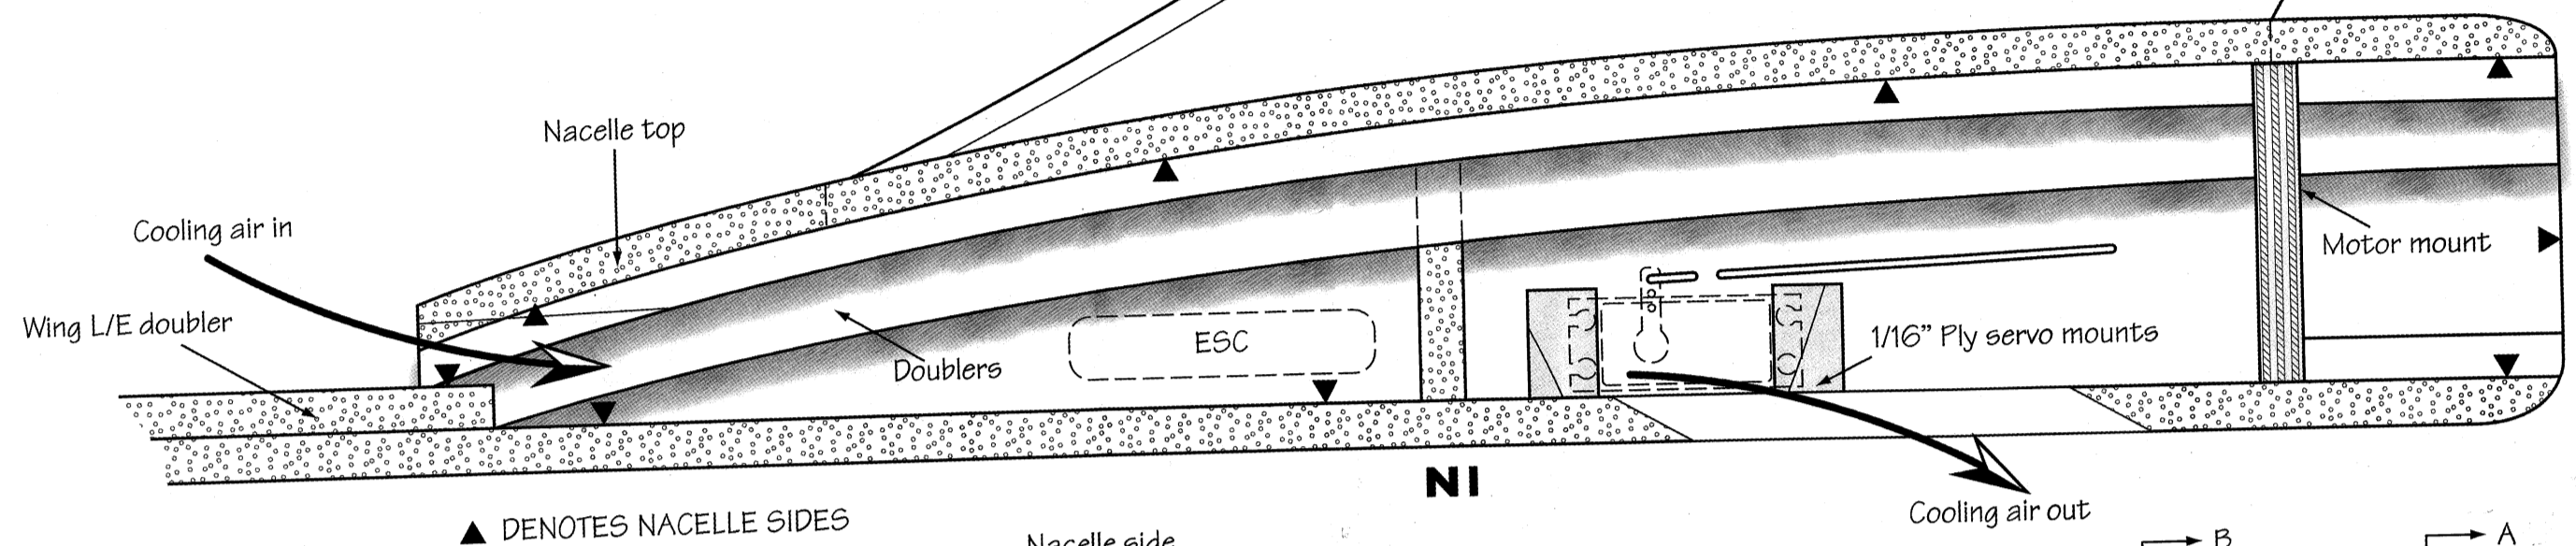 Nacelle top
Cooling air in
Wing L/E doubler
Doublers
ESC
Motor mount
1/16” Ply servo mounts
NI
Cooling air out
▲ DENOTES NACELLE SIDES
Nacelle side
B
A